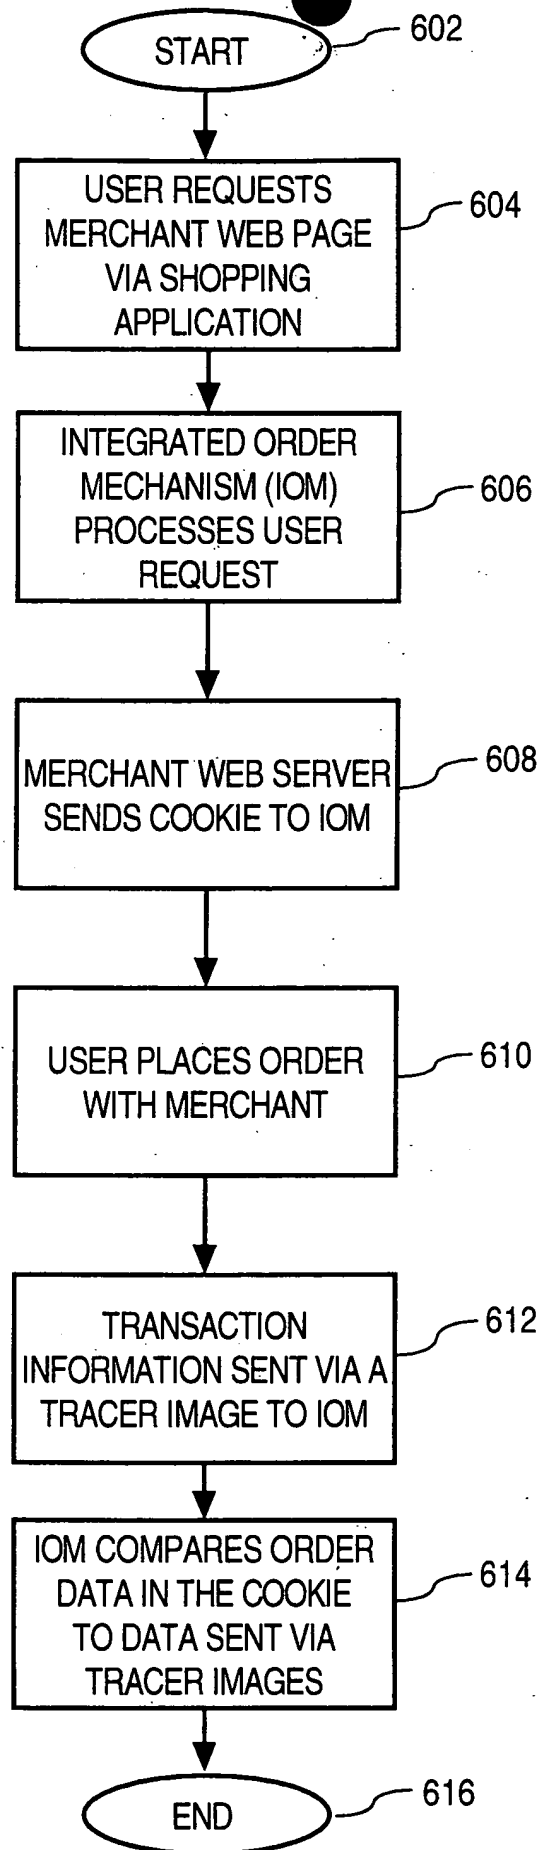 START
602
USER REQUESTS
MERCHANT WEB PAGE
VIA SHOPPING
APPLICATION
604
INTEGRATED ORDER
MECHANISM (IOM)
PROCESSES USER
REQUEST
606
MERCHANT WEB SERVER
SENDS COOKIE TO IOM
608
USER PLACES ORDER
WITH MERCHANT
610
TRANSACTION
INFORMATION SENT VIA A
TRACER IMAGE TO IOM
612
IOM COMPARES ORDER
DATA IN THE COOKIE
TO DATA SENT VIA
TRACER IMAGES
614
END
616